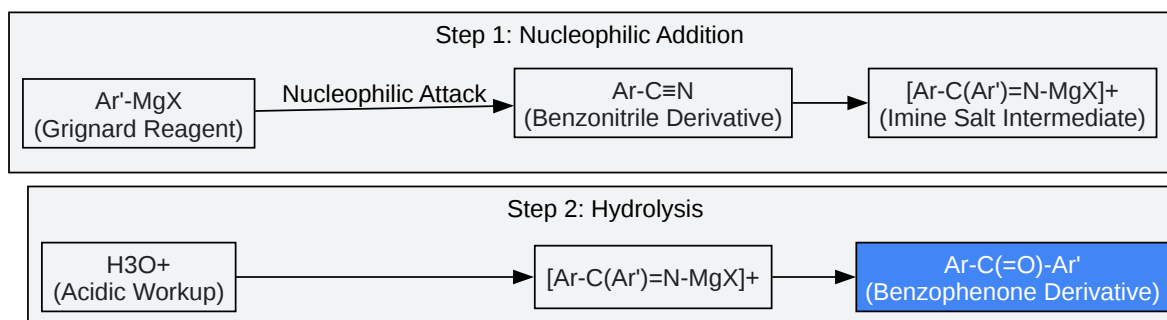 Step 1: Nucleophilic Addition
Ar'-MgX
(Grignard Reagent)
Nucleophilic Attack
Ar-C≡N
(Benzonitrile Derivative)
[Ar-C(Ar')=N-MgX]+
(Imine Salt Intermediate)
Step 2: Hydrolysis
H3O+
(Acidic Workup)
[Ar-C(Ar')=N-MgX]+
Ar-C(=O)-Ar'
(Benzophenone Derivative)